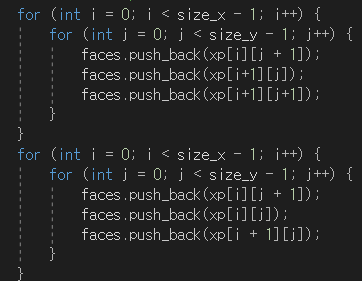 for (int i = 0; i < size_x - 1; i++) {
    for (int j = 0; j < size_y - 1; j++) {
        faces.push_back(xp[i][j + 1]);
        faces.push_back(xp[i+1][j]);
        faces.push_back(xp[i+1][j+1]);
    }
}
for (int i = 0; i < size_x - 1; i++) {
    for (int j = 0; j < size_y - 1; j++) {
        faces.push_back(xp[i][j + 1]);
        faces.push_back(xp[i][j]);
        faces.push_back(xp[i + 1][j]);
    }
}